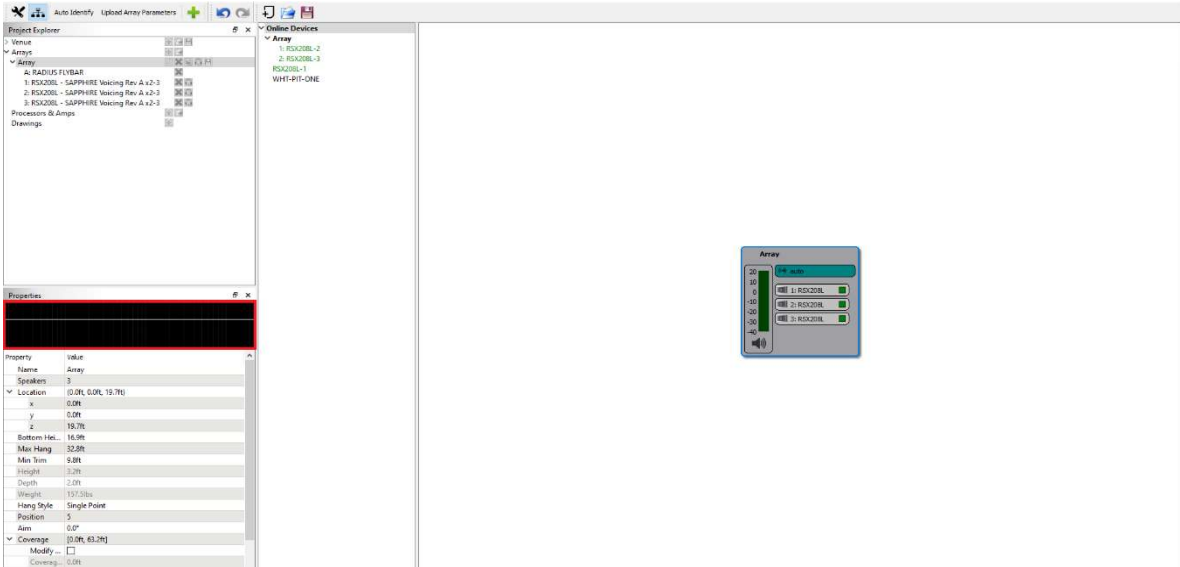 Auto Identify Upload Array Parameters
Project Explorer
Venue
Arrays
Array
A: RADIUS FLYBAR
1: RSX208L - SAPPHIRE Voicing Rev A x2-3
2: RSX208L - SAPPHIRE Voicing Rev A x2-3
3: RSX208L - SAPPHIRE Voicing Rev A x2-3
Processors & Amps
Drawings
Online Devices
Array
1: RSX208L-2
2: RSX208L-3
RSX208L-1
WHT-PIT-ONE
Array
auto
20
10
0
-10
-20
-30
-40
1: RSX208L
2: RSX208L
3: RSX208L
Properties
Property Value
Name Array
Speakers 3
Location (0.0ft, 0.0ft, 19.7ft)
x 0.0ft
y 0.0ft
z 19.7ft
Bottom Hei... 16.9ft
Max Hang 32.8ft
Min Trim 9.8ft
Height 3.2ft
Depth 2.0ft
Weight 157.5lbs
Hang Style Single Point
Position 5
Aim 0.0°
Coverage [0.0ft, 63.2ft]
Modify ...
Covereg... 0.0ft